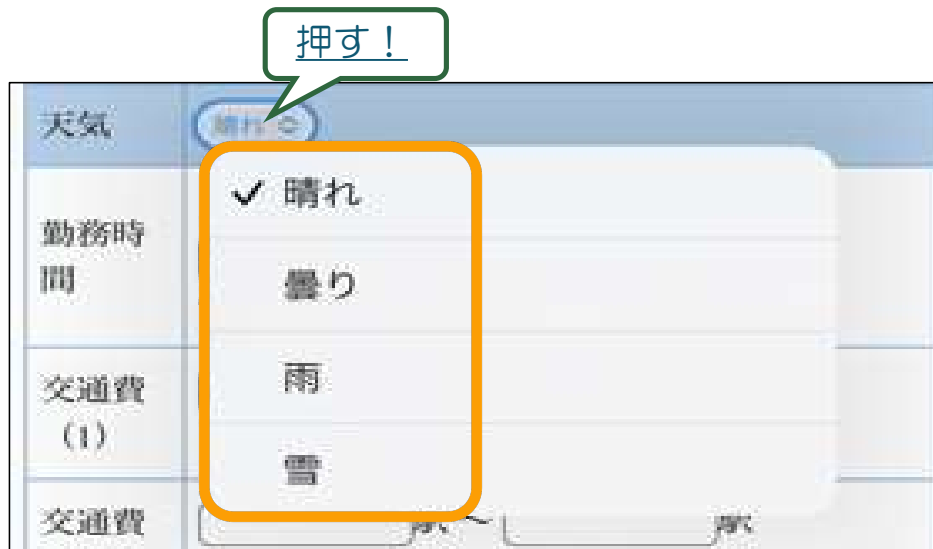 押す！
天気
晴れ
✓ 晴れ
勤務時
間
曇り
雨
交通費
（1）
雪
交通費
駅～
駅